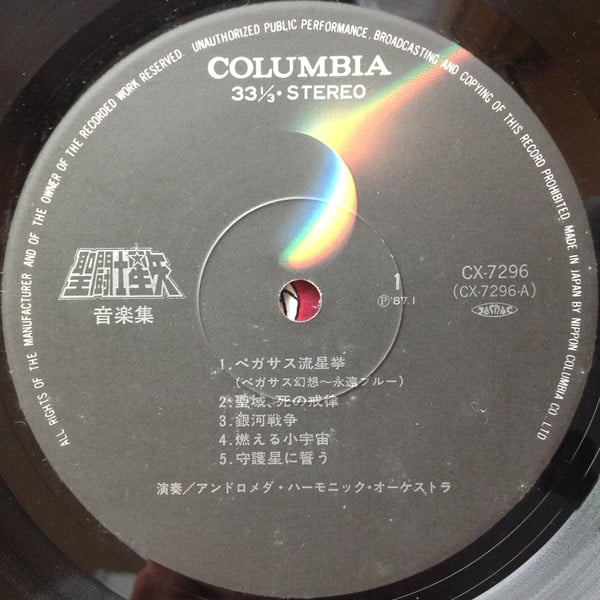 ALL RIGHTS OF THE MANUFACTURER AND OF THE OWNER OF THE RECORDED WORK RESERVED. UNAUTHORIZED PUBLIC PERFORMANCE, BROADCASTING AND COPYING OF THIS RECORD PROHIBITED. MADE IN JAPAN BY NIPPON COLUMBIA CO. LTD
COLUMBIA
33⅓・STEREO
聖闘士星矢
音楽集
1
Ⓟ'87.1
CX-7296
(CX-7296-A)
JASRAC
1.ペガサス流星挙
(ペガサス幻想〜永遠ブルー)
2.聖域、死の戒律
3.銀河戦争
4.燃える小宇宙
5.守護星に誓う
演奏/アンドロメダ・ハーモニック・オーケストラ